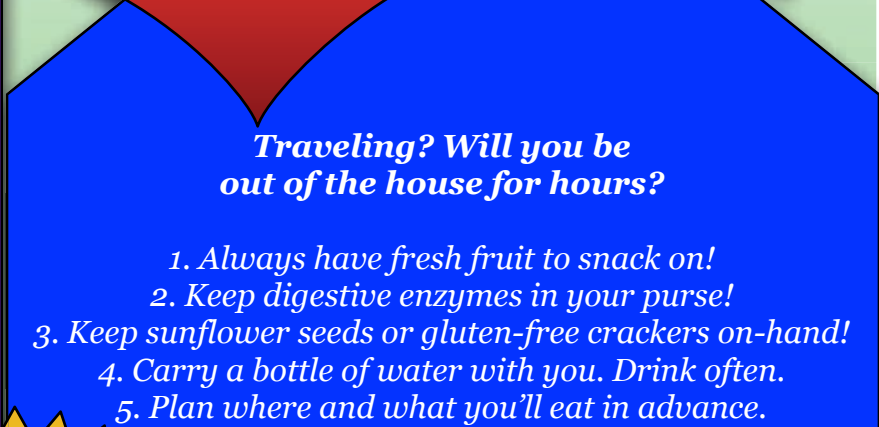 Traveling? Will you be
out of the house for hours?
1. Always have fresh fruit to snack on!
2. Keep digestive enzymes in your purse!
3. Keep sunflower seeds or gluten-free crackers on-hand!
4. Carry a bottle of water with you. Drink often.
5. Plan where and what you’ll eat in advance.